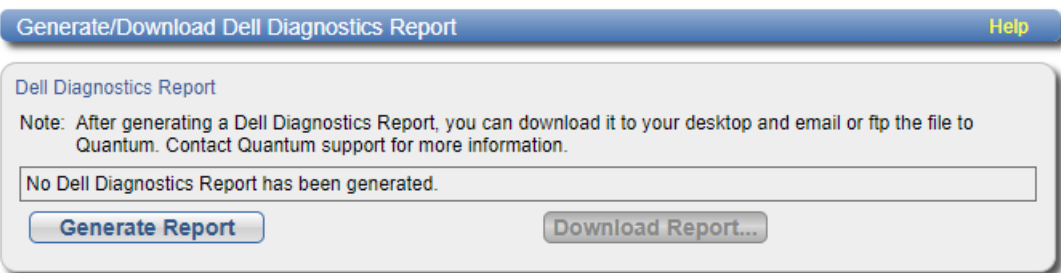 Generate/Download Dell Diagnostics Report Help
Dell Diagnostics Report
Note: After generating a Dell Diagnostics Report, you can download it to your desktop and email or ftp the file to
Quantum. Contact Quantum support for more information.
No Dell Diagnostics Report has been generated.
Generate Report Download Report...